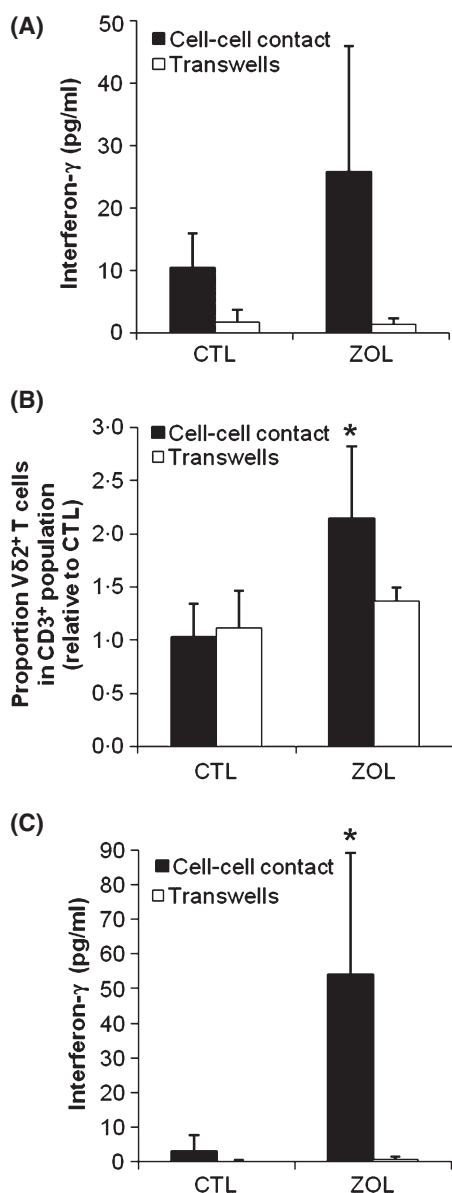 (A)
Interferon-γ (pg/ml)
50
40
30
20
10
0
Cell-cell contact
Transwells
CTL
ZOL
(B)
Proportion Vδ2⁺ T cells
in CD3⁺ population
(relative to CTL)
3·0
2·5
2·0
1·5
1·0
0·5
0·0
Cell-cell contact
Transwells
*
CTL
ZOL
(C)
Interferon-γ (pg/ml)
90
80
70
60
50
40
30
20
10
0
Cell-cell contact
Transwells
*
CTL
ZOL